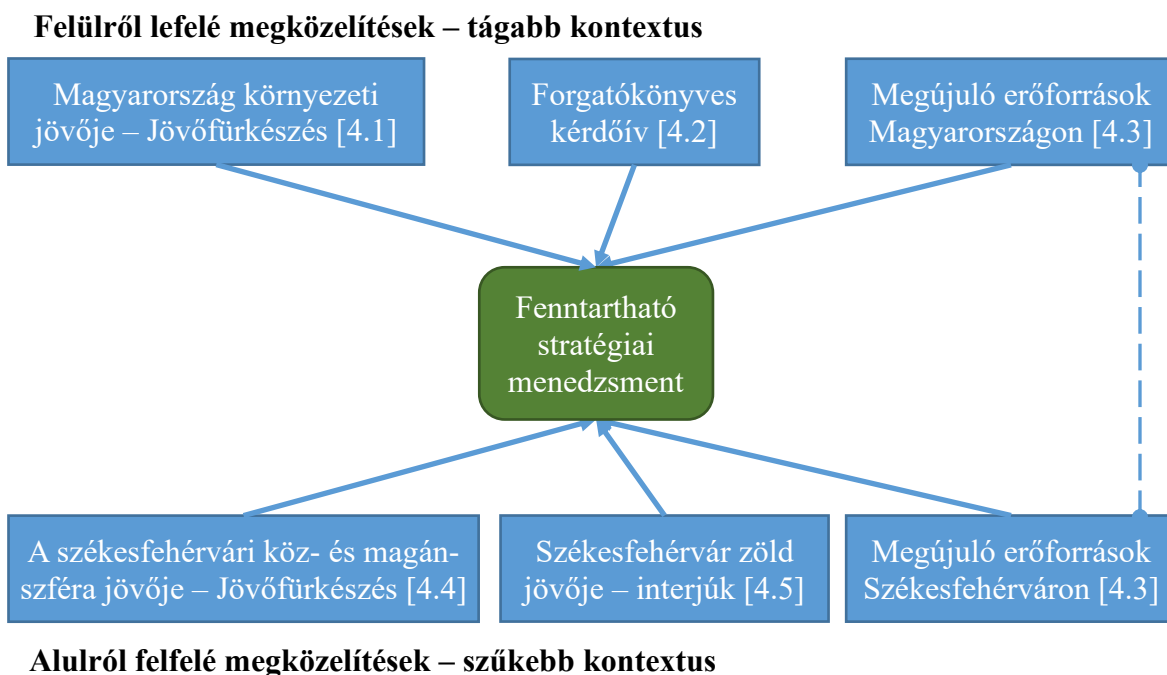 Felülről lefelé megközelítések – tágabb kontextus
Magyarország környezeti
jövője – Jövőfürkészés [4.1]
Forgatókönyves
kérdőív [4.2]
Megújuló erőforrások
Magyarországon [4.3]
Fenntartható
stratégiai
menedzsment
A székesfehérvári köz- és magán-
szféra jövője – Jövőfürkészés [4.4]
Székesfehérvár zöld
jövője – interjúk [4.5]
Megújuló erőforrások
Székesfehérváron [4.3]
Alulról felfelé megközelítések – szűkebb kontextus